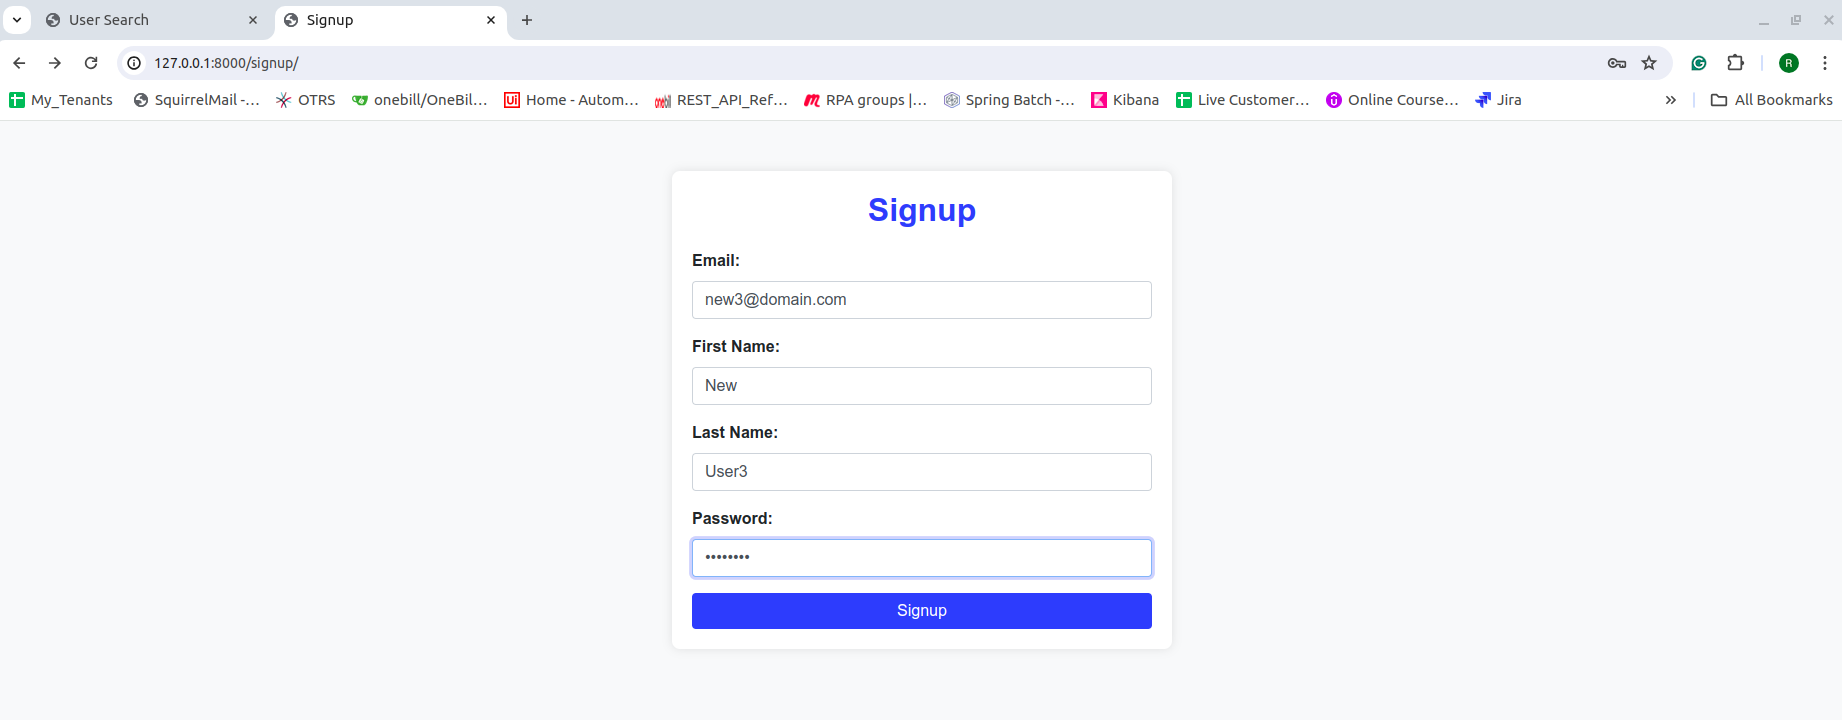 User Search
Signup
127.0.0.1:8000/signup/
R
My_Tenants
SquirrelMail -...
OTRS
onebill/OneBil...
Ui Home - Autom...
REST_API_Ref...
RPA groups |...
Spring Batch -...
Kibana
Live Customer...
Online Course...
Jira
All Bookmarks
Signup
Email:
new3@domain.com
First Name:
New
Last Name:
User3
Password:
••••••••
Signup